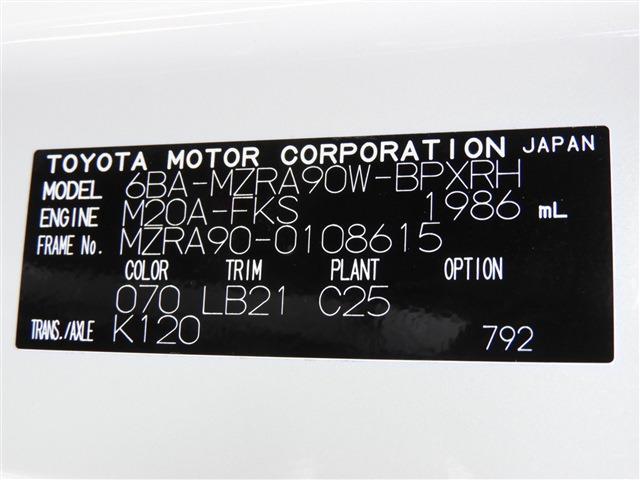 TOYOTA MOTOR CORPORATION JAPAN
MODEL 6BA-MZRA90W-BPXRH
ENGINE M20A-FKS 1986 mL
FRAME No. MZRA90-0108615
COLOR TRIM PLANT OPTION
070 LB21 C25
TRANS./AXLE K120 792